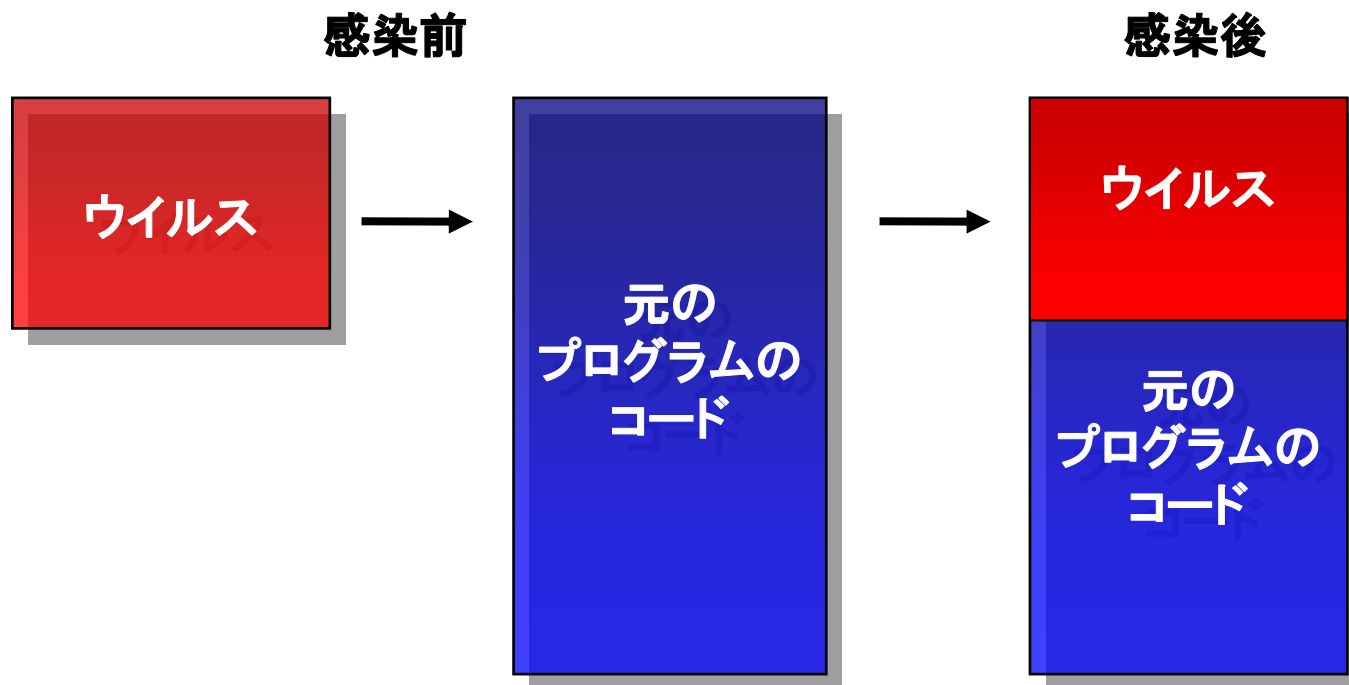 感染前
感染後
ウイルス
元の
プログラムの
コード
ウイルス
元の
プログラムの
コード